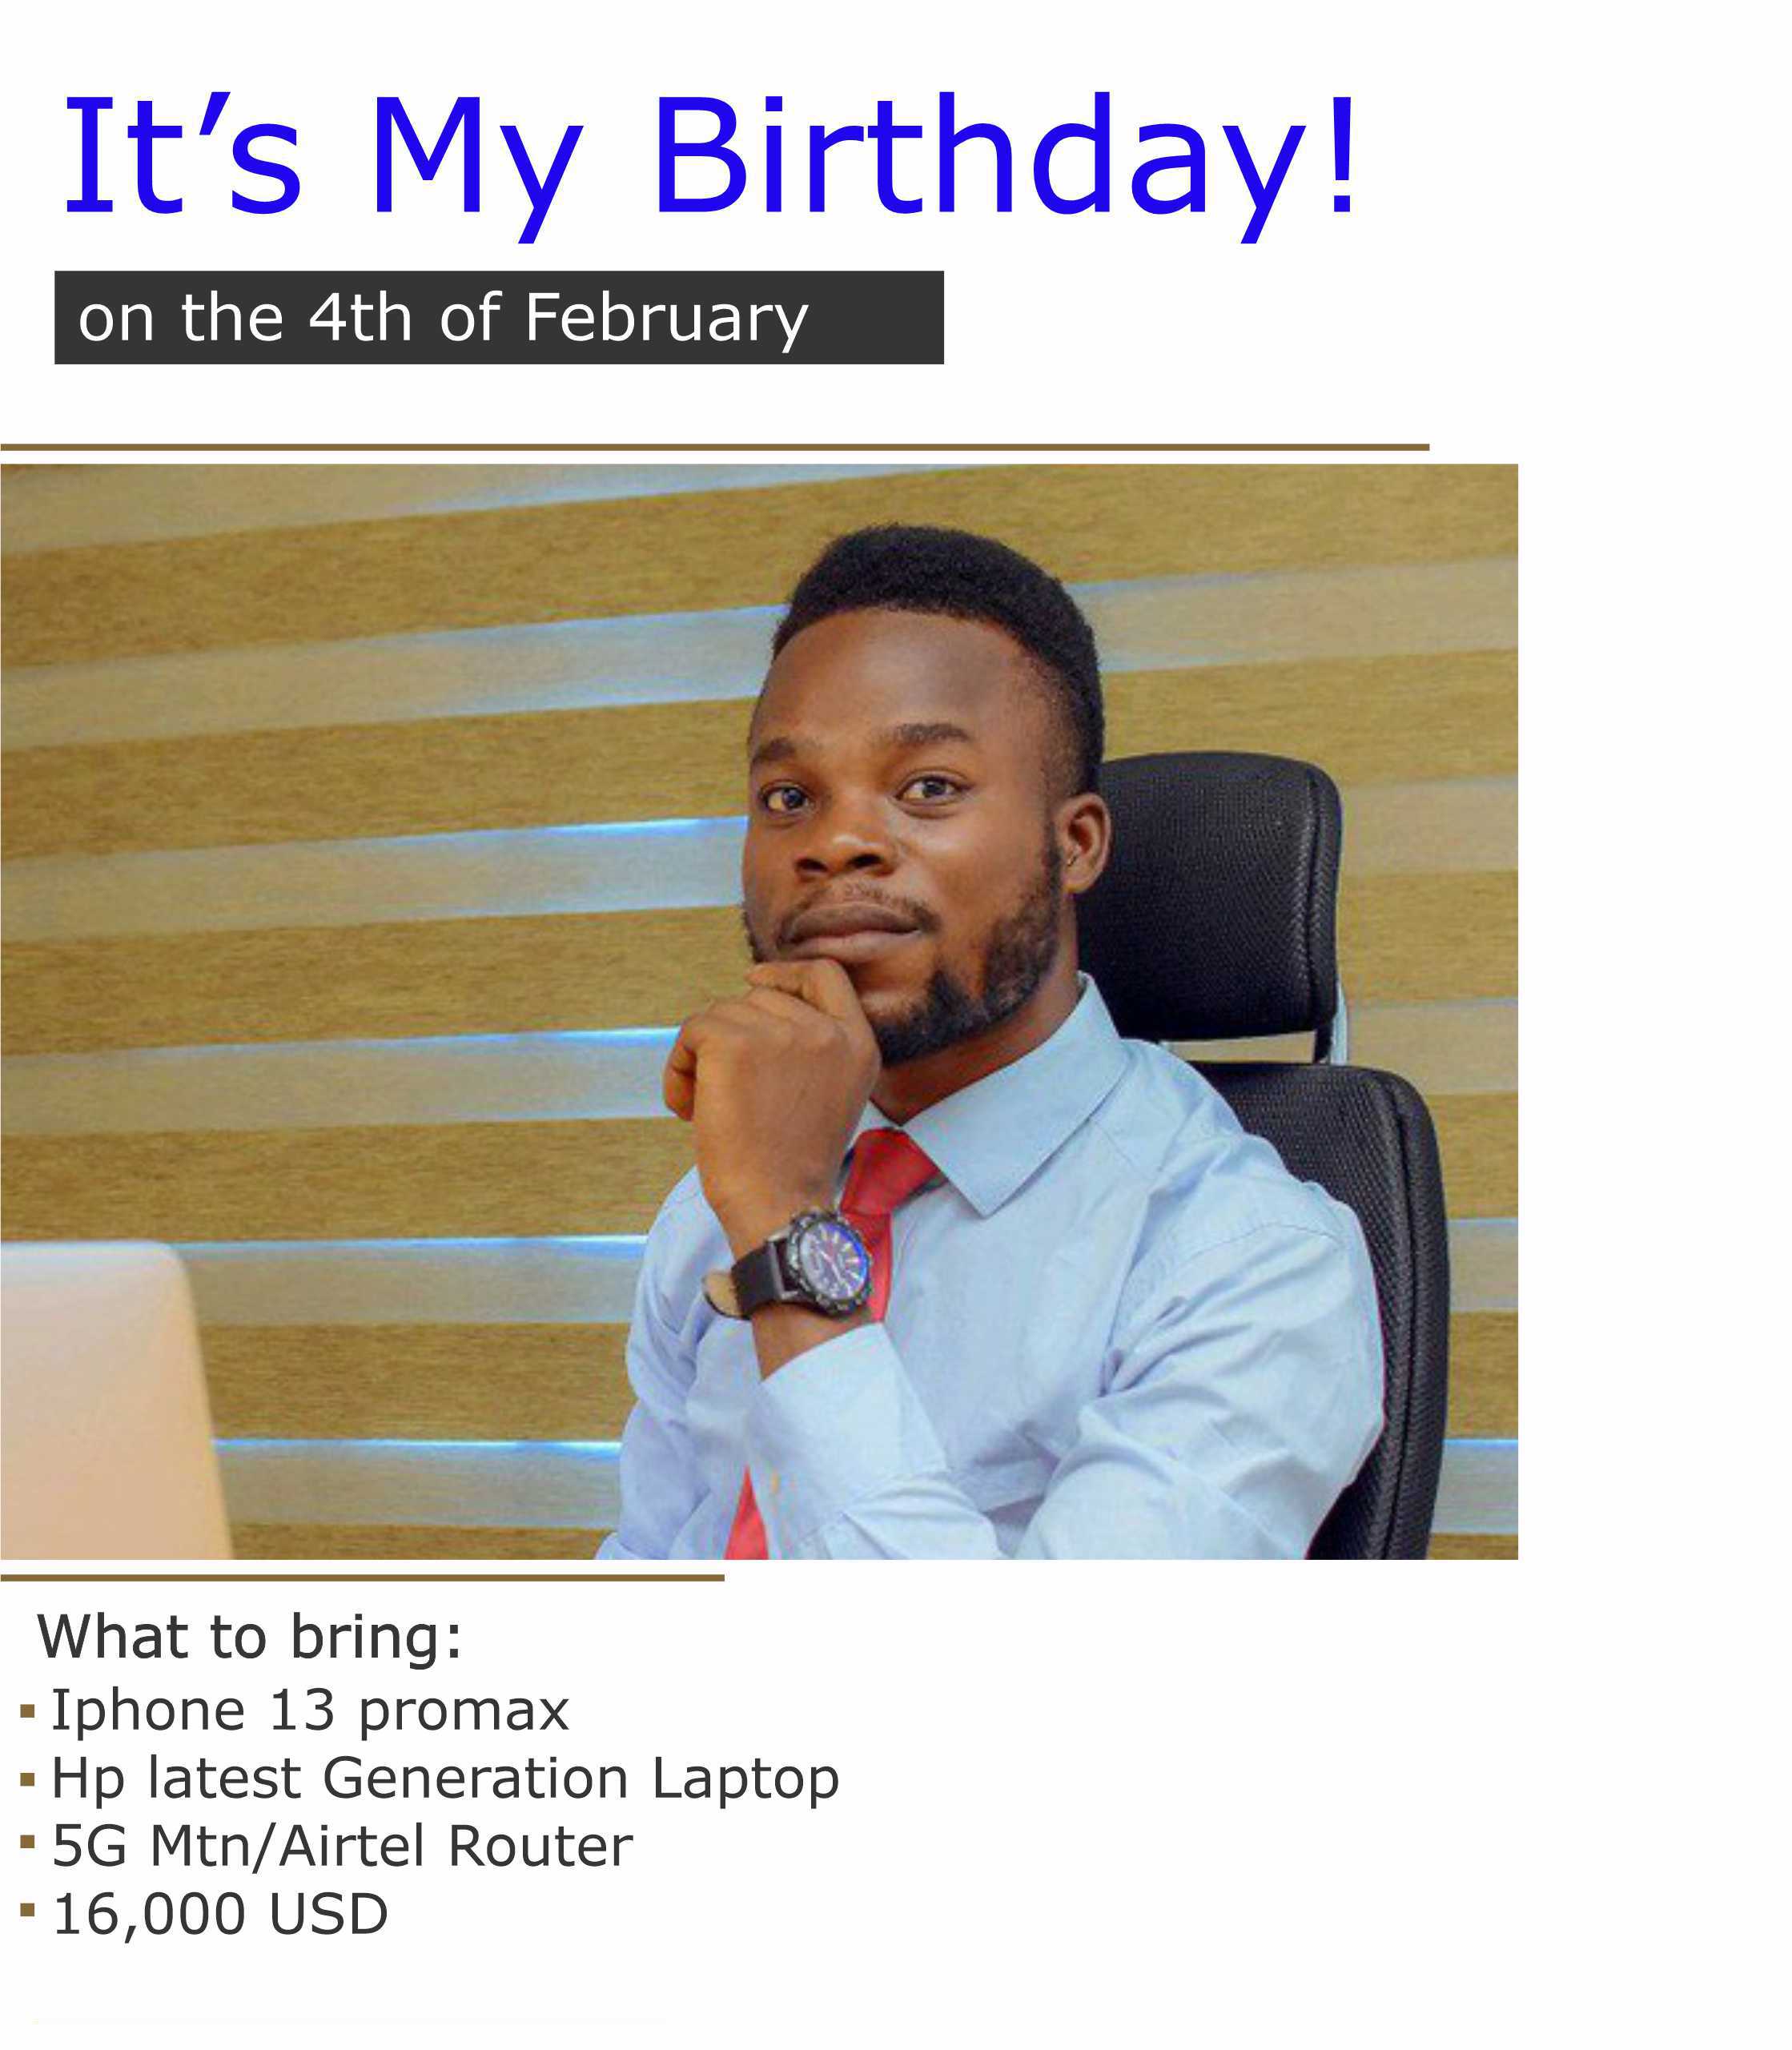 It’s My Birthday!
on the 4th of February
What to bring:
Iphone 13 promax
Hp latest Generation Laptop
5G Mtn/Airtel Router
16,000 USD